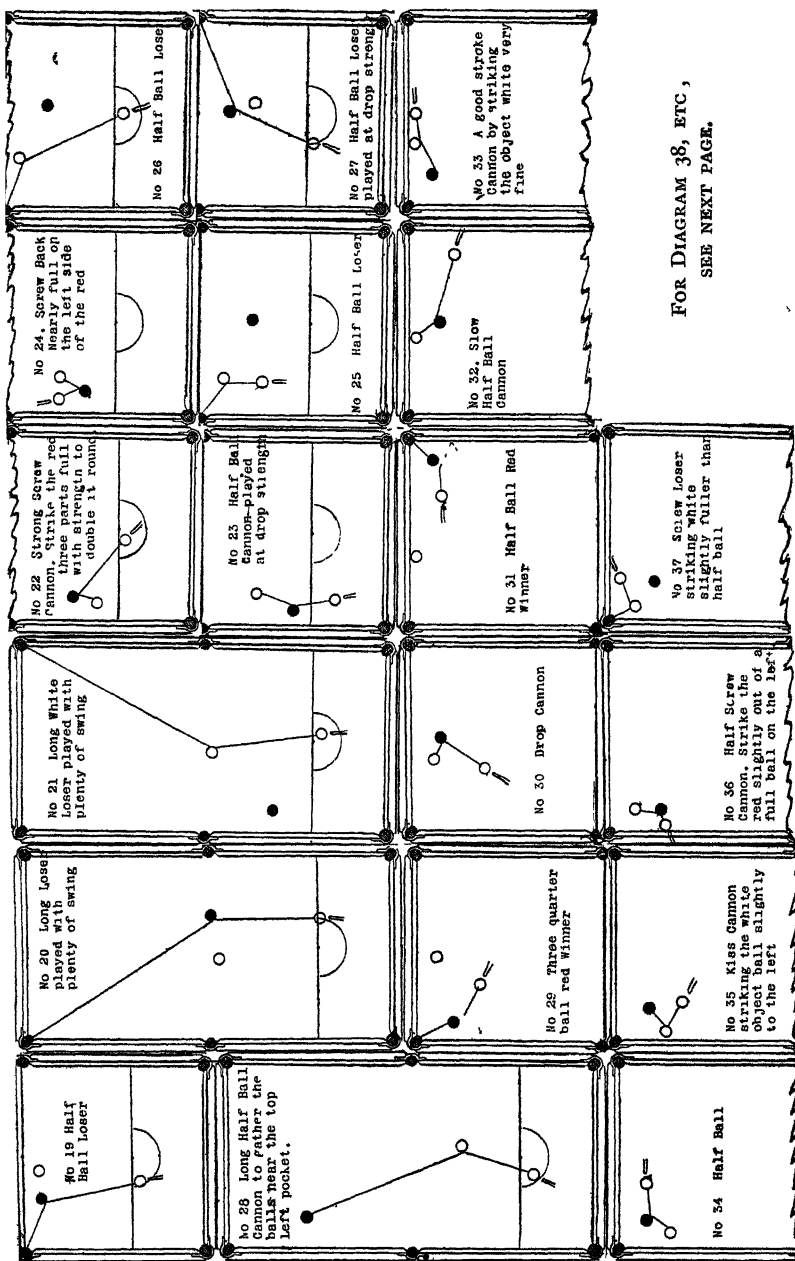 No 19 Half
Ball Loser
No 20 Long Loser
played with
plenty of swing
No 21 Long White
Loser played with
plenty of swing
No 22 Strong Screw
Cannon. Strike the red
three parts full
with strength to
double it round
No 23 Half Ball
Cannon-played
at drop strength
No 24. Screw Back
Nearly full on
the left side
of the red
No 25 Half Ball Loser
No 26 Half Ball Loser
No 27 Half Ball Loser
played at drop streng
No 28 Long Half Ball
Cannon to gather the
balls near the top
Left pocket.
No 29 Three quarter
ball red Winner
No 30 Drop Cannon
No 31 Half Ball Red
Winner
No 32. Slow
Half Ball
Cannon
No 33 A good stroke
Cannon by striking
the object white very
fine
No 34 Half Ball
No 35 Kiss Cannon
striking the white
object ball slightly
to the left
No 36 Half Screw
Cannon. Strike the
red slightly out of a
full ball on the left
No 37 Screw Loser
striking white
slightly fuller than
half ball
FOR DIAGRAM 38, ETC,
SEE NEXT PAGE.